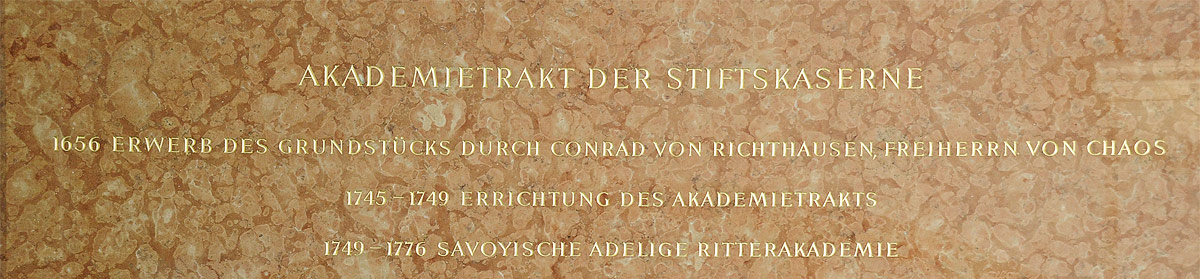 AKADEMIETRAKT DER STIFTSKASERNE
1656 ERWERB DES GRUNDSTÜCKS DURCH CONRAD VON RICHTHAUSEN, FREIHERRN VON CHAOS
1745–1749 ERRICHTUNG DES AKADEMIETRAKTS
1749–1776 SAVOYISCHE ADELIGE RITTERAKADEMIE